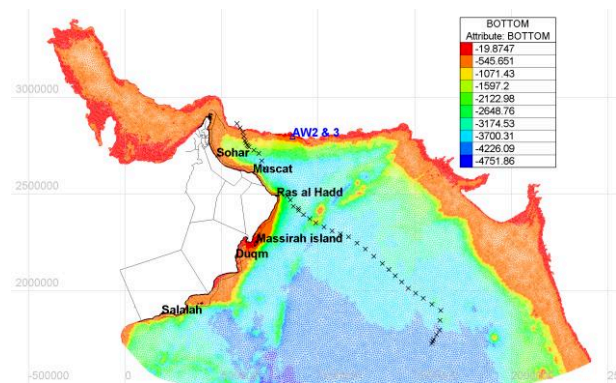 BOTTOM
Attribute: BOTTOM
-19.8747
-545.651
-1071.43
-1597.2
-2122.98
-2648.76
-3174.53
-3700.31
-4226.09
-4751.86
3000000
AW2 & 3
Sohar
Muscat
2500000
Ras al Hadd
Massirah island
Duqm
2000000
Salalah
-500000 0 500000 1000000